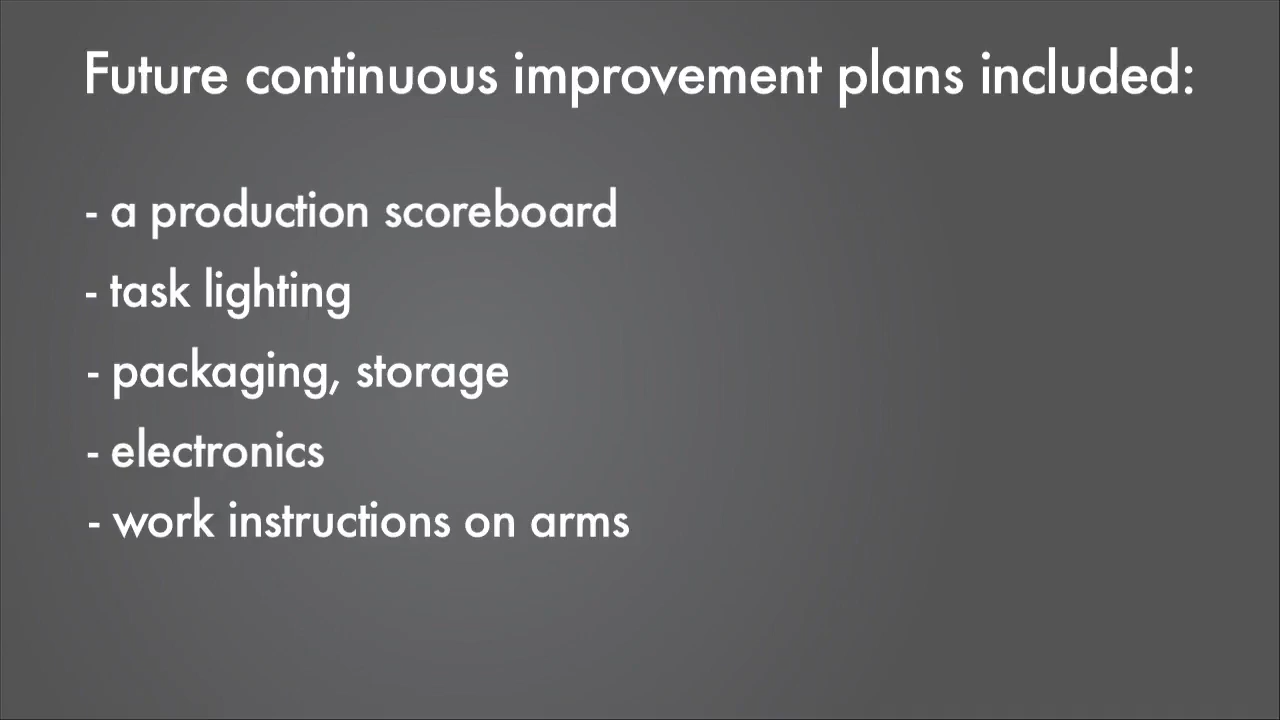 Future continuous improvement plans included:
- a production scoreboard
- task lighting
- packaging, storage
- electronics
- work instructions on arms